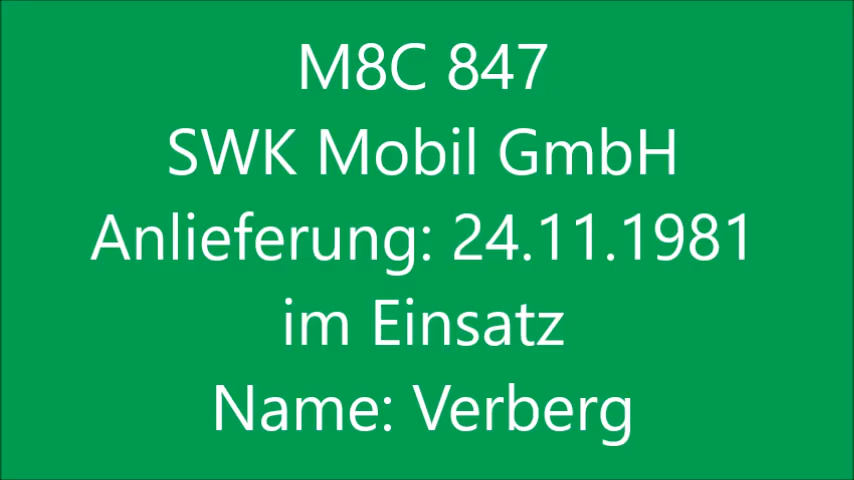 M8C 847
SWK Mobil GmbH
Anlieferung: 24.11.1981
im Einsatz
Name: Verberg